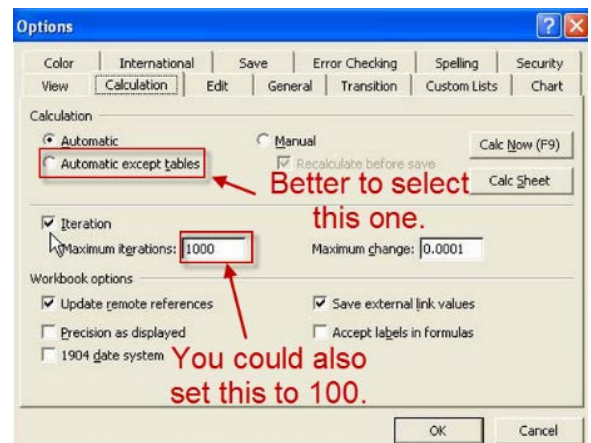 Options
Color International Save Error Checking Spelling Security
View Calculation Edit General Transition Custom Lists Chart
Calculation
Automatic Manual Calc Now (F9)
Automatic except tables Recalculate before save Calc Sheet
Better to select
this one.
Iteration
Maximum iterations: 1000 Maximum change: 0.0001
Workbook options
Update remote references Save external link values
Precision as displayed Accept labels in formulas
1904 date system
You could also
set this to 100.
OK Cancel